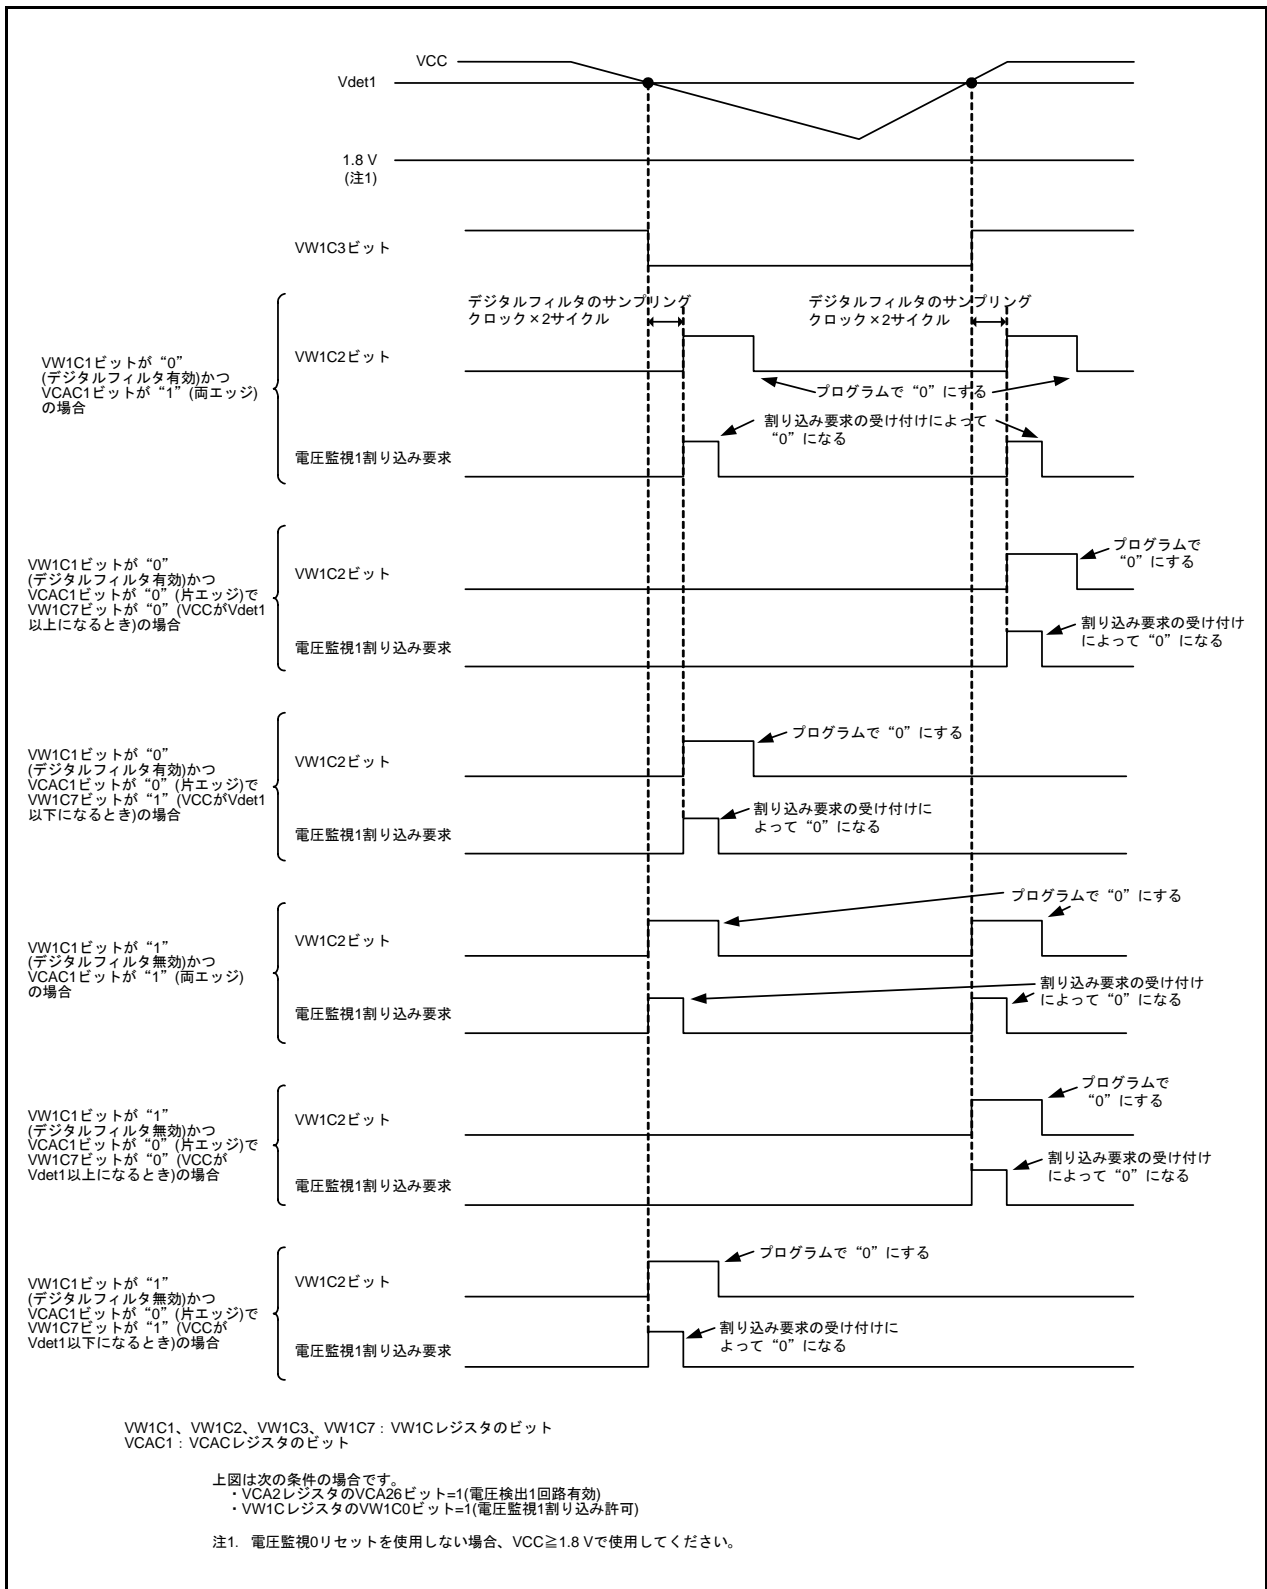 VCC
Vdet1
1.8 V
(注1)
VW1C3ビット
デジタルフィルタのサンプリング
クロック×2サイクル
デジタルフィルタのサンプリング
クロック×2サイクル
VW1C1ビットが“0”
(デジタルフィルタ有効)かつ
VCAC1ビットが“1”(両エッジ)
の場合
VW1C2ビット
プログラムで“0”にする
割り込み要求の受け付けによって
“0”になる
電圧監視1割り込み要求
VW1C1ビットが“0”
(デジタルフィルタ有効)かつ
VCAC1ビットが“0”(片エッジ)で
VW1C7ビットが“0”(VCCがVdet1
以上になるとき)の場合
VW1C2ビット
プログラムで
“0”にする
電圧監視1割り込み要求
割り込み要求の受け付け
によって“0”になる
VW1C1ビットが“0”
(デジタルフィルタ有効)かつ
VCAC1ビットが“0”(片エッジ)で
VW1C7ビットが“1”(VCCがVdet1
以下になるとき)の場合
VW1C2ビット
プログラムで“0”にする
電圧監視1割り込み要求
割り込み要求の受け付けに
よって“0”になる
VW1C1ビットが“1”
(デジタルフィルタ無効)かつ
VCAC1ビットが“1”(両エッジ)
の場合
VW1C2ビット
プログラムで“0”にする
電圧監視1割り込み要求
割り込み要求の受け付け
によって“0”になる
VW1C1ビットが“1”
(デジタルフィルタ無効)かつ
VCAC1ビットが“0”(片エッジ)で
VW1C7ビットが“0”(VCCが
Vdet1以上になるとき)の場合
VW1C2ビット
プログラムで
“0”にする
電圧監視1割り込み要求
割り込み要求の受け付け
によって“0”になる
VW1C1ビットが“1”
(デジタルフィルタ無効)かつ
VCAC1ビットが“0”(片エッジ)で
VW1C7ビットが“1”(VCCが
Vdet1以下になるとき)の場合
VW1C2ビット
プログラムで“0”にする
電圧監視1割り込み要求
割り込み要求の受け付けに
よって“0”になる
VW1C1、VW1C2、VW1C3、VW1C7：VW1Cレジスタのビット
VCAC1：VCACレジスタのビット
上図は次の条件の場合です。
・VCA2レジスタのVCA26ビット=1(電圧検出1回路有効)
・VW1CレジスタのVW1C0ビット=1(電圧監視1割り込み許可)
注1. 電圧監視0リセットを使用しない場合、VCC≧1.8 Vで使用してください。